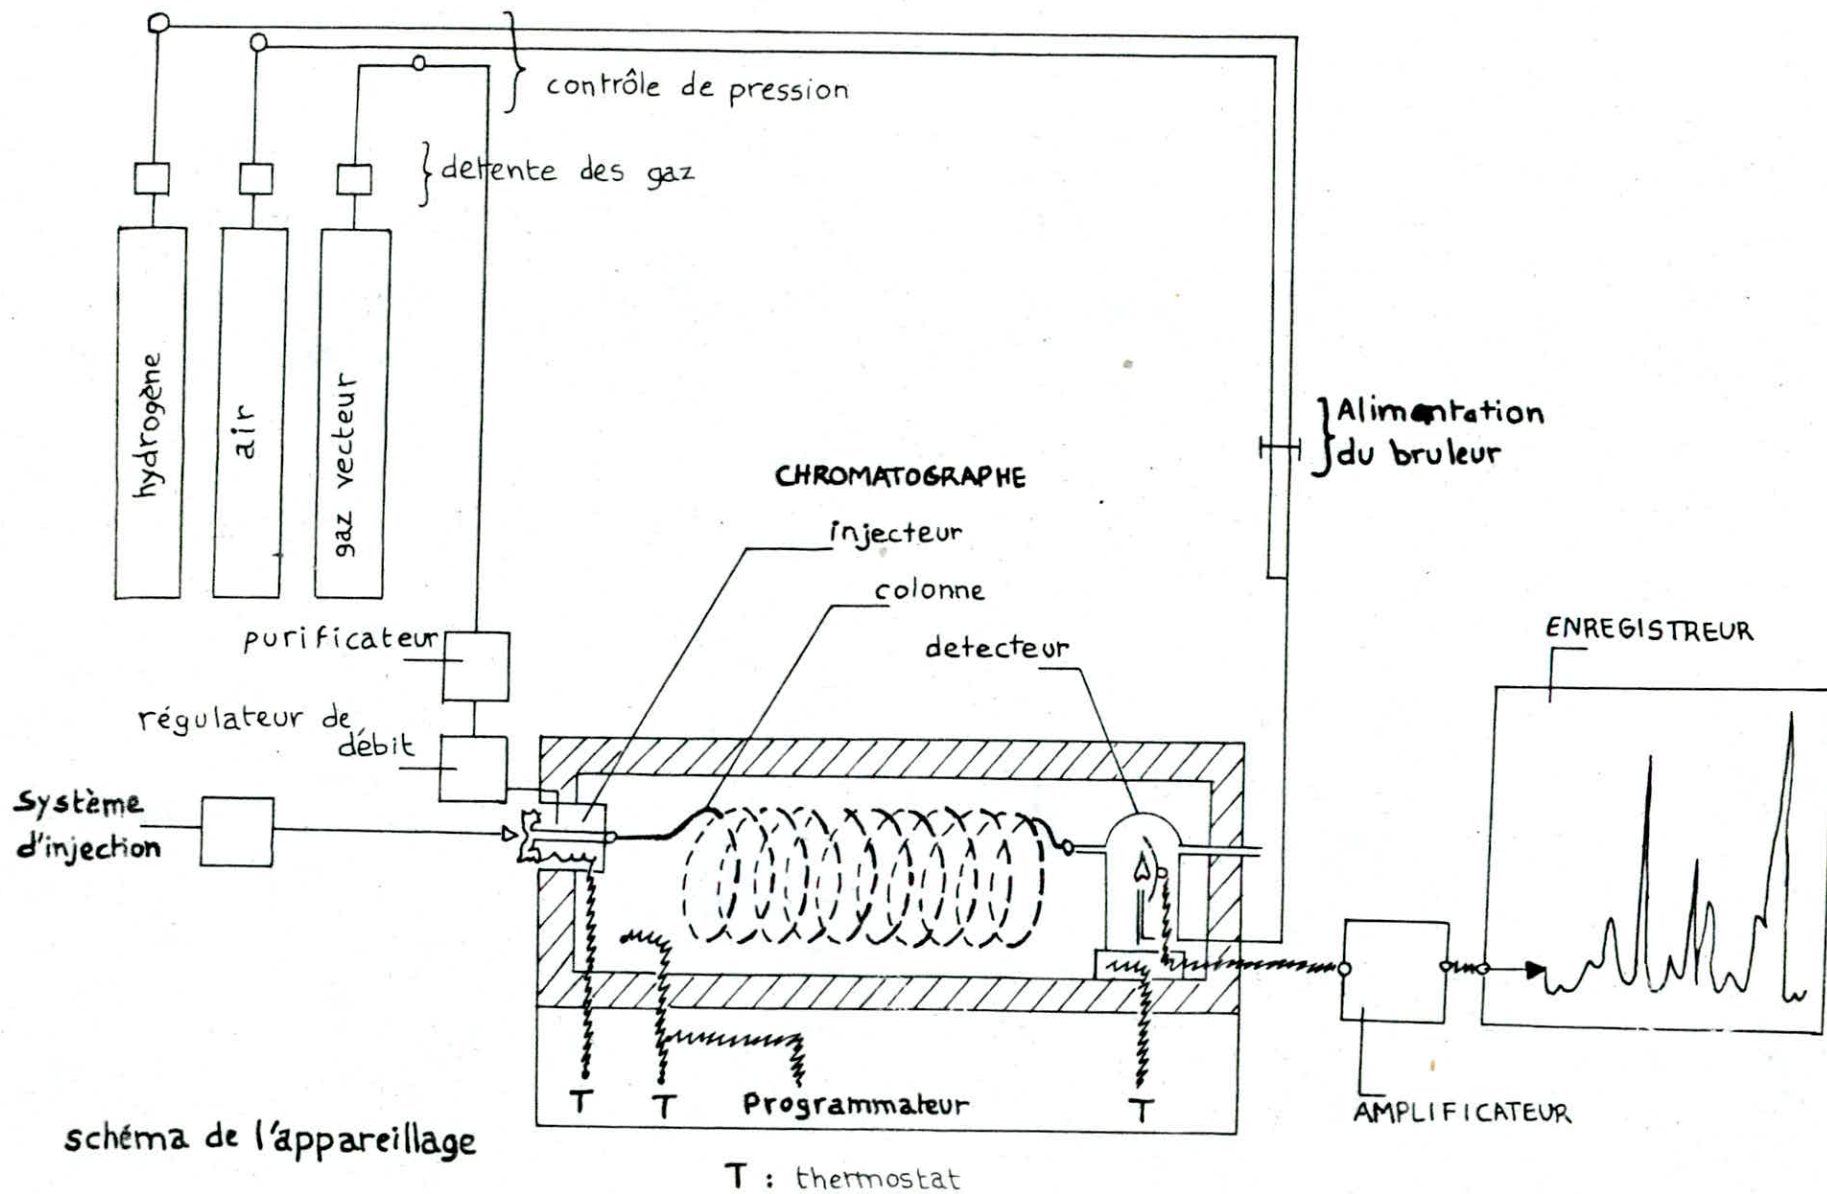 contrôle de pression
detente des gaz
hydrogène
air
gaz vecteur
Alimentation
du bruleur
CHROMATOGRAPHE
injecteur
colonne
detecteur
purificateur
régulateur de
débit
Système
d'injection
ENREGISTREUR
AMPLIFICATEUR
T
T
Programmateur
T
schéma de l'appareillage
T : thermostat